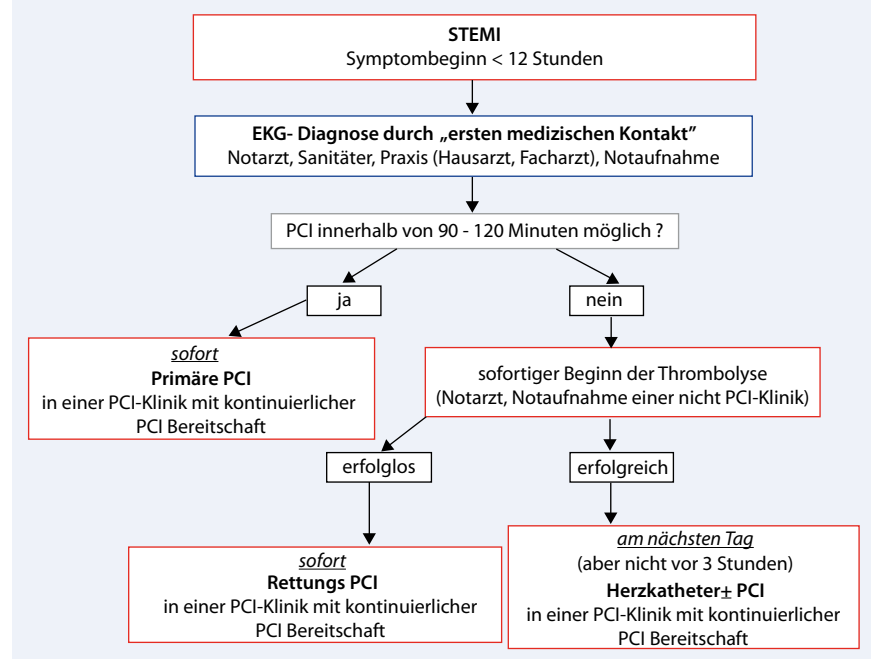 STEMI
Symptombeginn < 12 Stunden
EKG- Diagnose durch „ersten medizischen Kontakt”
Notarzt, Sanitäter, Praxis (Hausarzt, Facharzt), Notaufnahme
PCI innerhalb von 90 - 120 Minuten möglich ?
ja
nein
sofort
Primäre PCI
in einer PCI-Klinik mit kontinuierlicher
PCI Bereitschaft
sofortiger Beginn der Thrombolyse
(Notarzt, Notaufnahme einer nicht PCI-Klinik)
erfolglos
erfolgreich
sofort
Rettungs PCI
in einer PCI-Klinik mit kontinuierlicher
PCI Bereitschaft
am nächsten Tag
(aber nicht vor 3 Stunden)
Herzkatheter± PCI
in einer PCI-Klinik mit kontinuierlicher
PCI Bereitschaft